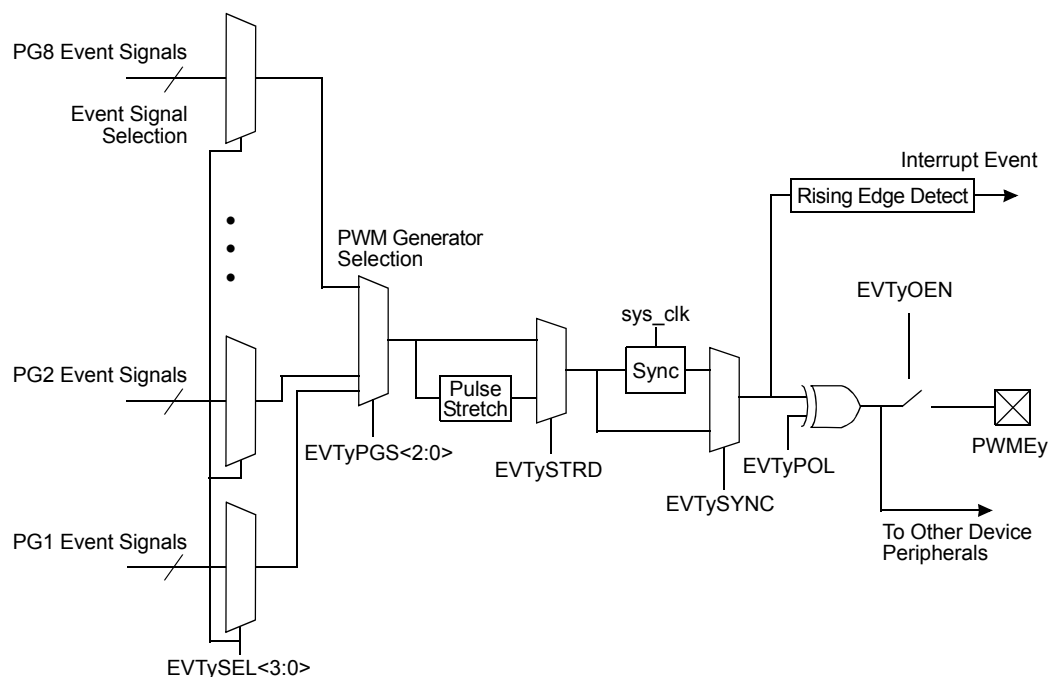 PG8 Event Signals
Event Signal
Selection
Interrupt Event
Rising Edge Detect
PWM Generator
Selection
EVTyOEN
sys_clk
Sync
PG2 Event Signals
Pulse
Stretch
EVTyPGS<2:0>
EVTySTRD
EVTyPOL
PWMEy
EVTySYNC
To Other Device
Peripherals
PG1 Event Signals
EVTySEL<3:0>